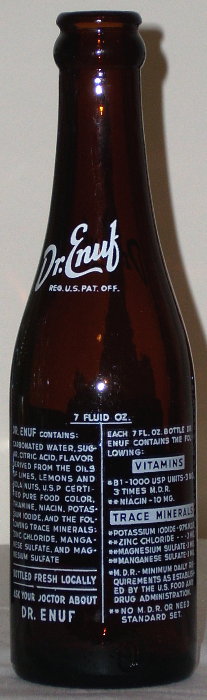 Dr. Enuf
REG. U.S. PAT. OFF.
7 FLUID OZ.
DR. ENUF CONTAINS:
CARBONATED WATER, SUG-
AR, CITRIC ACID, FLAVOR
DERIVED FROM THE OILS
OF LIMES, LEMONS AND
NUTS, U.S.P. CERTI-
FIED PURE FOOD COLOR,
THIAMINE, NIACIN, POTAS-
SIUM IODIDE, AND THE FOL-
LOWING TRACE MINERALS:
ZINC CHLORIDE, MANGA-
NESE SULFATE, AND MAG-
NESIUM SULFATE
BOTTLED FRESH LOCALLY
ASK YOUR DOCTOR ABOUT
DR. ENUF
EACH 7 FL. OZ. BOTTLE DR.
ENUF CONTAINS THE FOL-
LOWING:
VITAMINS
*B1-1000 USP UNITS-3 M
3 TIMES M.D.R.
**NIACIN-10 MG.
TRACE MINERALS
*POTASSIUM IODIDE
**ZINC CHLORIDE
**MAGNESIUM SULFATE
**MANGANESE SULFATE
*M.D.R.-MINIMUM DAILY RE-
QUIREMENTS AS ESTABLISH-
ED BY THE U.S. FOOD AND
DRUG ADMINISTRATION.
**NO M.D.R. OR NEED
STANDARD SET.